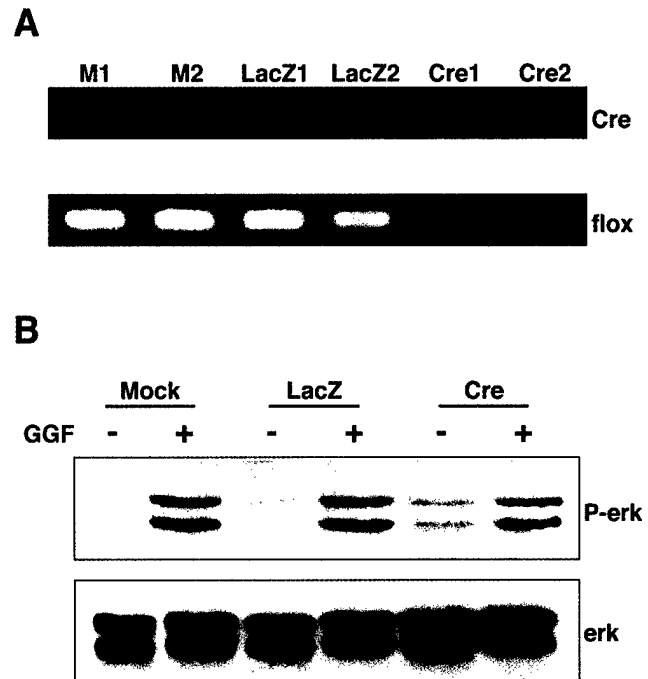 A
M1 M2 LacZ1 LacZ2 Cre1 Cre2
Cre
flox
B
Mock LacZ Cre
GGF - + - + - +
P-erk
erk